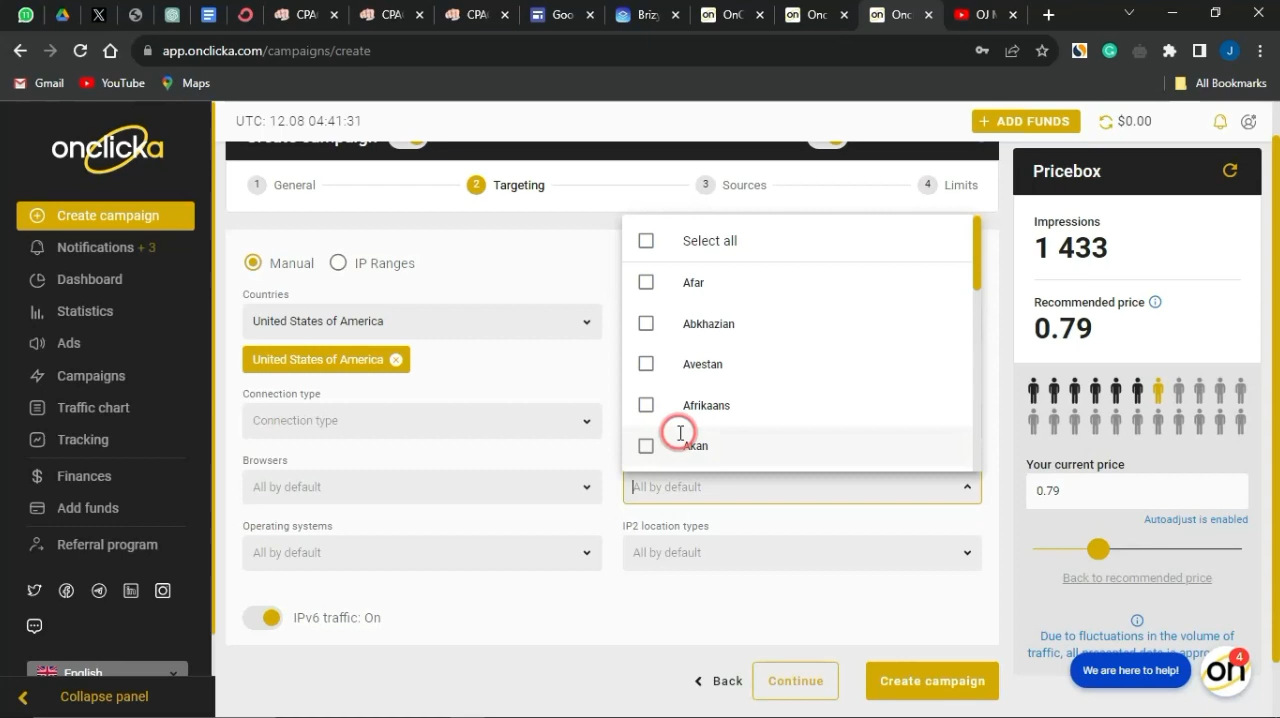 CPA
CPA
CPA
Goo
Brizy
OnC
Onc
Onc
OJ M
app.onclicka.com/campaigns/create
J
Gmail
YouTube
Maps
All Bookmarks
onclicka
UTC: 12.08 04:41:31
+ ADD FUNDS
$0.00
Create campaign
Notifications + 3
Dashboard
Statistics
Ads
Campaigns
Traffic chart
Tracking
Finances
Add funds
Referral program
English
Collapse panel
Create campaign
1 General
2 Targeting
3 Sources
4 Limits
Manual
IP Ranges
Countries
United States of America
United States of America
Connection type
Connection type
Browsers
All by default
Operating systems
All by default
IPv6 traffic: On
Select all
Afar
Abkhazian
Avestan
Afrikaans
Akan
All by default
IP2 location types
All by default
Back
Continue
Create campaign
Pricebox
Impressions
1 433
Recommended price
0.79
Your current price
0.79
Autoadjust is enabled
Back to recommended price
Due to fluctuations in the volume of
traffic, all
We are here to help!
on
4